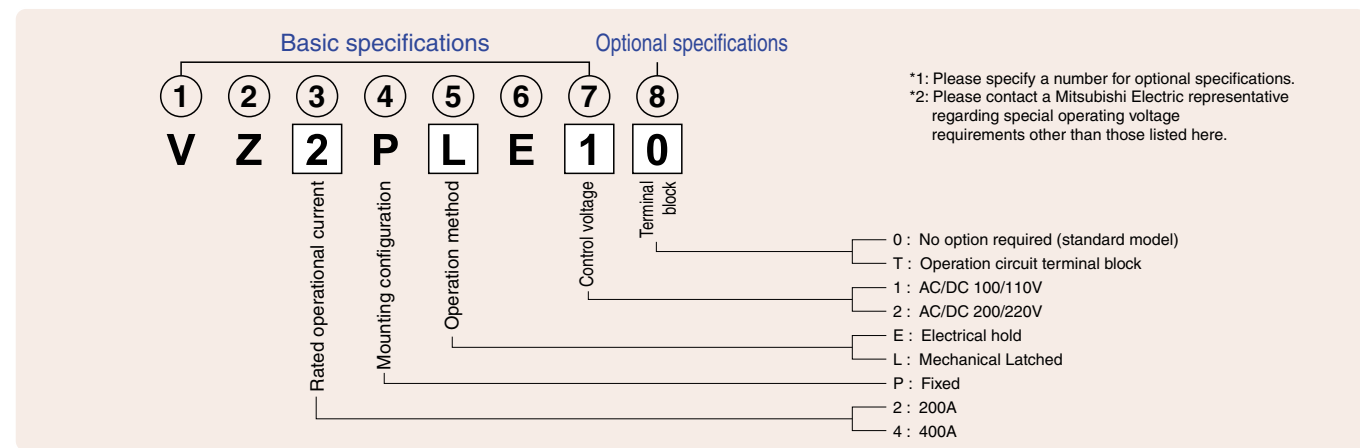 Basic specifications
Optional specifications
1 2 3 4 5 6 7 8
V Z 2 P L E 1 0
*1: Please specify a number for optional specifications.
*2: Please contact a Mitsubishi Electric representative
regarding special operating voltage
requirements other than those listed here.
Rated operational current
Mounting configuration
Operation method
Control voltage
Terminal
block
0 : No option required (standard model)
T : Operation circuit terminal block
1 : AC/DC 100/110V
2 : AC/DC 200/220V
E : Electrical hold
L : Mechanical Latched
P : Fixed
2 : 200A
4 : 400A